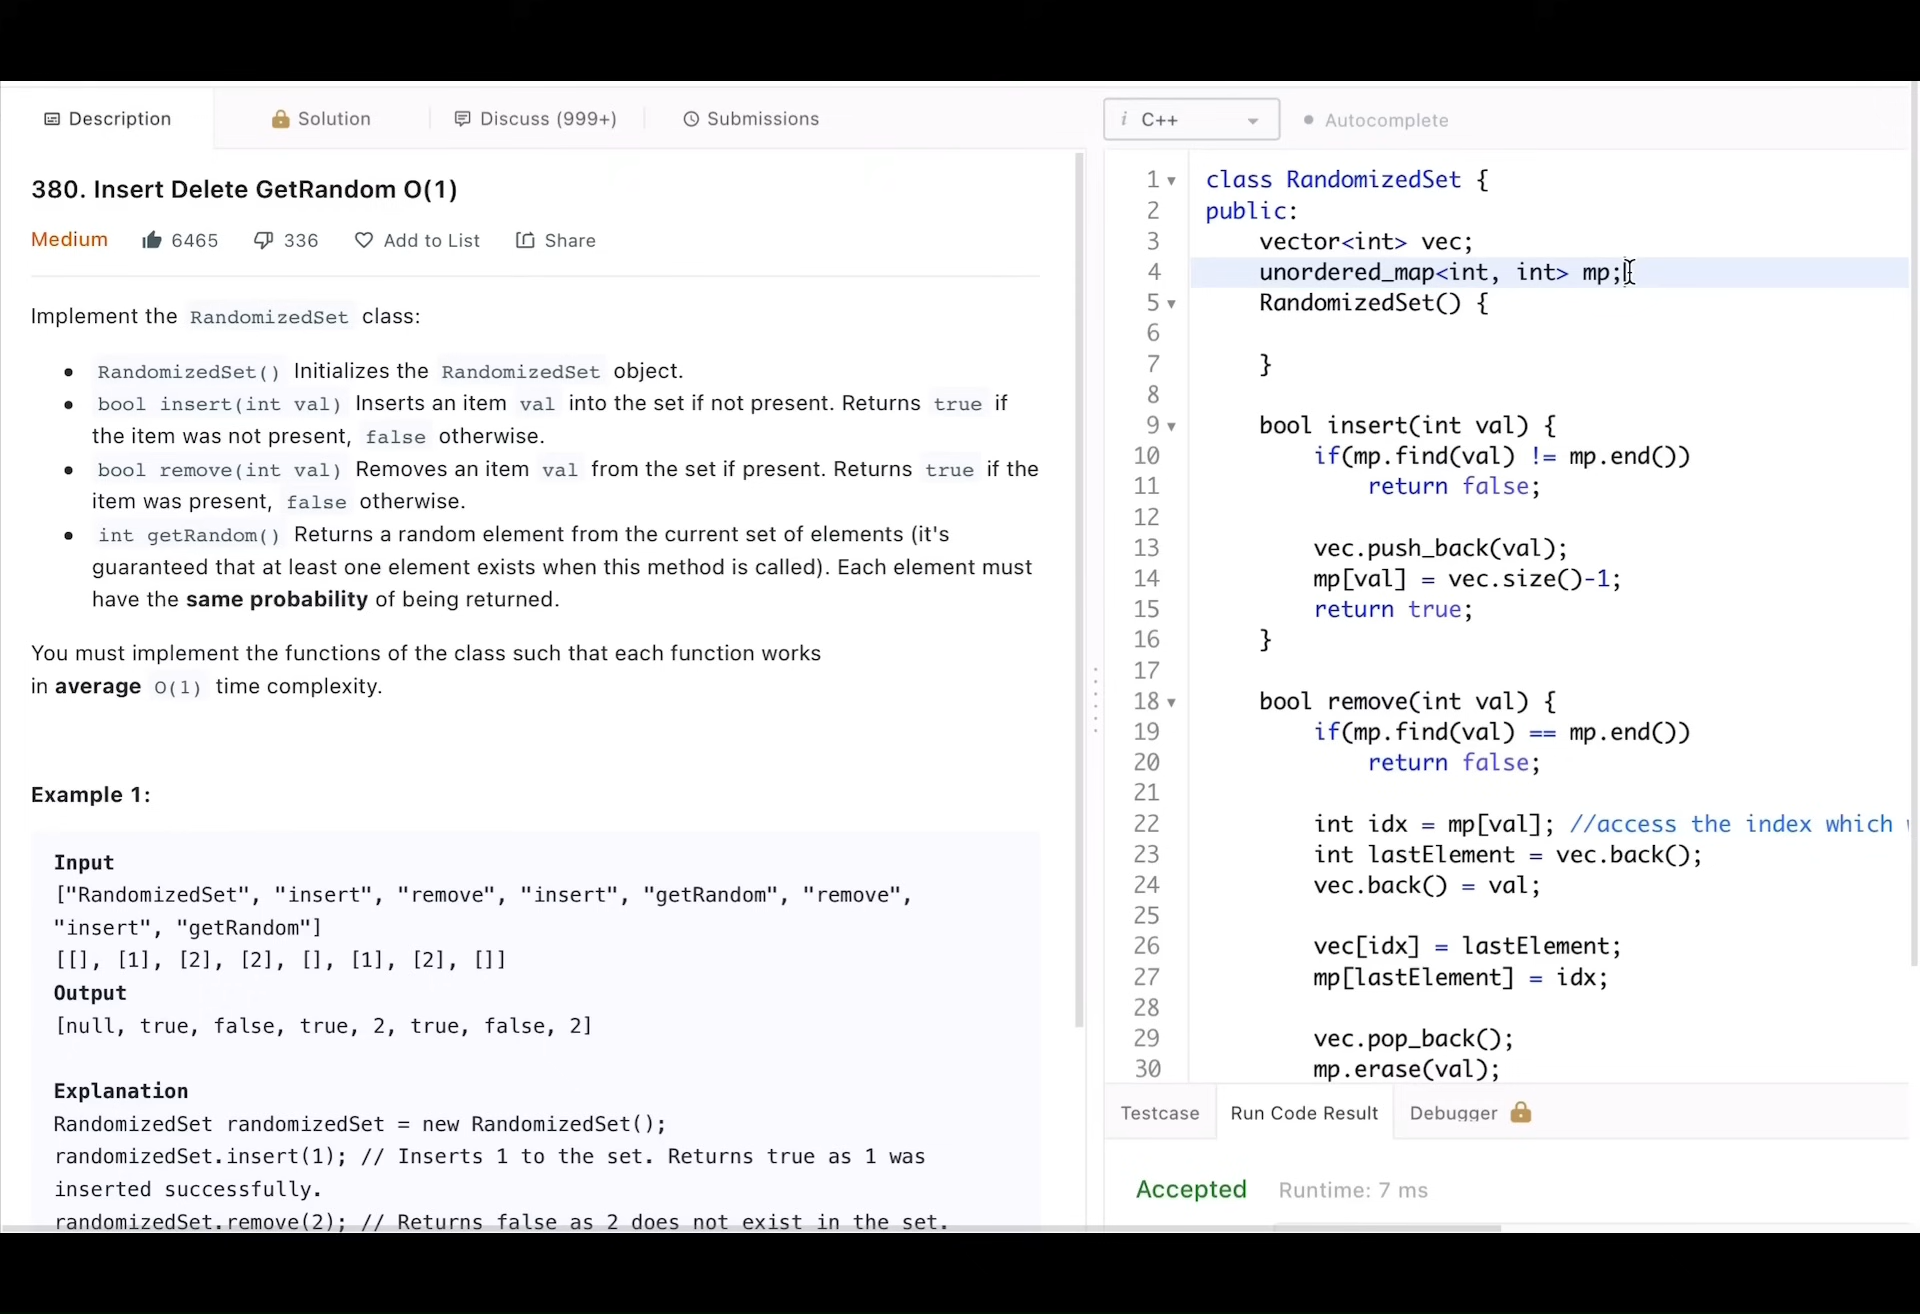 Description Solution Discuss (999+) Submissions
380. Insert Delete GetRandom O(1)
Medium 6465 336 Add to List Share
Implement the RandomizedSet class:
• RandomizedSet() Initializes the RandomizedSet object.
• bool insert(int val) Inserts an item val into the set if not present. Returns true if
the item was not present, false otherwise.
• bool remove(int val) Removes an item val from the set if present. Returns true if the
item was present, false otherwise.
• int getRandom() Returns a random element from the current set of elements (it's
guaranteed that at least one element exists when this method is called). Each element must
have the same probability of being returned.
You must implement the functions of the class such that each function works
in average O(1) time complexity.
Example 1:
Input
["RandomizedSet", "insert", "remove", "insert", "getRandom", "remove",
"insert", "getRandom"]
[[], [1], [2], [2], [], [1], [2], []]
Output
[null, true, false, true, 2, true, false, 2]
Explanation
RandomizedSet randomizedSet = new RandomizedSet();
randomizedSet.insert(1); // Inserts 1 to the set. Returns true as 1 was
inserted successfully.
randomizedSet.remove(2); // Returns false as 2 does not exist in the set.
i C++ Autocomplete
1 class RandomizedSet {
2 public:
3 vector<int> vec;
4 unordered_map<int, int> mp;
5 RandomizedSet() {
6
7 }
8
9 bool insert(int val) {
10 if(mp.find(val) != mp.end())
11 return false;
12
13 vec.push_back(val);
14 mp[val] = vec.size()-1;
15 return true;
16 }
17
18 bool remove(int val) {
19 if(mp.find(val) == mp.end())
20 return false;
21
22 int idx = mp[val]; //access the index which
23 int lastElement = vec.back();
24 vec.back() = val;
25
26 vec[idx] = lastElement;
27 mp[lastElement] = idx;
28
29 vec.pop_back();
30 mp.erase(val);
Testcase Run Code Result Debugger
Accepted Runtime: 7 ms